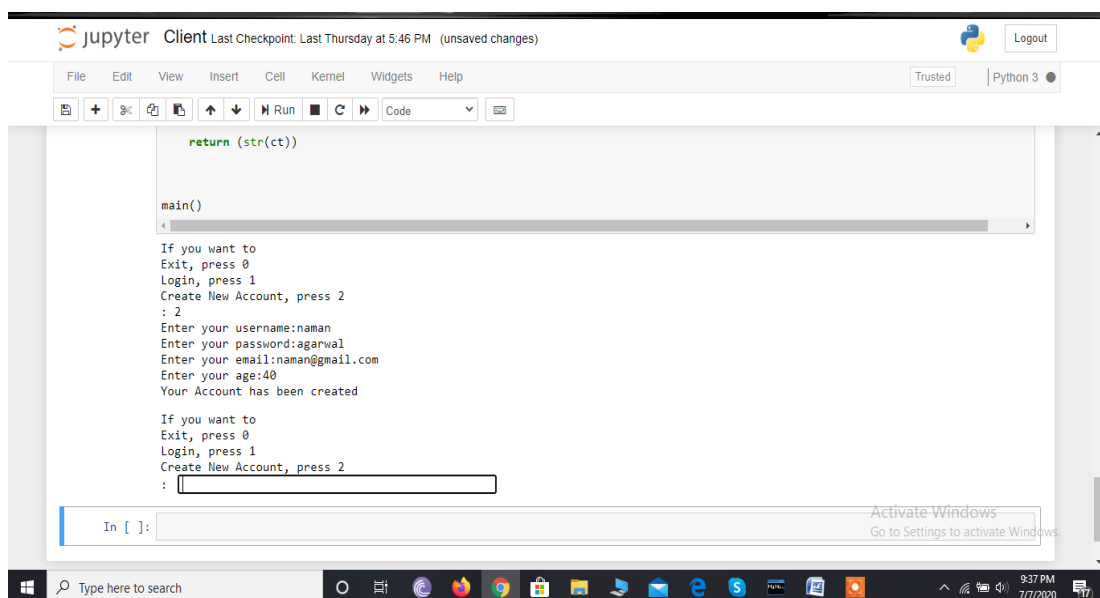 jupyter Client Last Checkpoint: Last Thursday at 5:46 PM (unsaved changes)
Logout
File Edit View Insert Cell Kernel Widgets Help
Trusted Python 3
Run Code
return (str(ct))
main()
If you want to
Exit, press 0
Login, press 1
Create New Account, press 2
: 2
Enter your username:naman
Enter your password:agarwal
Enter your email:naman@gmail.com
Enter your age:40
Your Account has been created
If you want to
Exit, press 0
Login, press 1
Create New Account, press 2
:
In [ ]:
Activate Windows
Go to Settings to activate Windows.
Type here to search
9:37 PM
7/7/2020
17